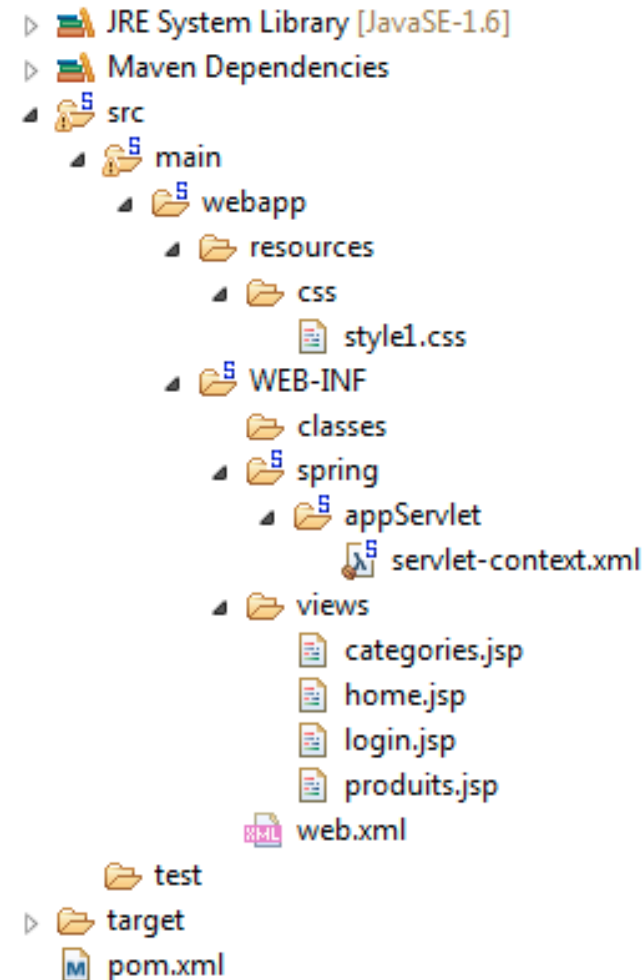 JRE System Library [JavaSE-1.6]
Maven Dependencies
src
main
webapp
resources
css
style1.css
WEB-INF
classes
spring
appServlet
servlet-context.xml
views
categories.jsp
home.jsp
login.jsp
produits.jsp
web.xml
test
target
pom.xml